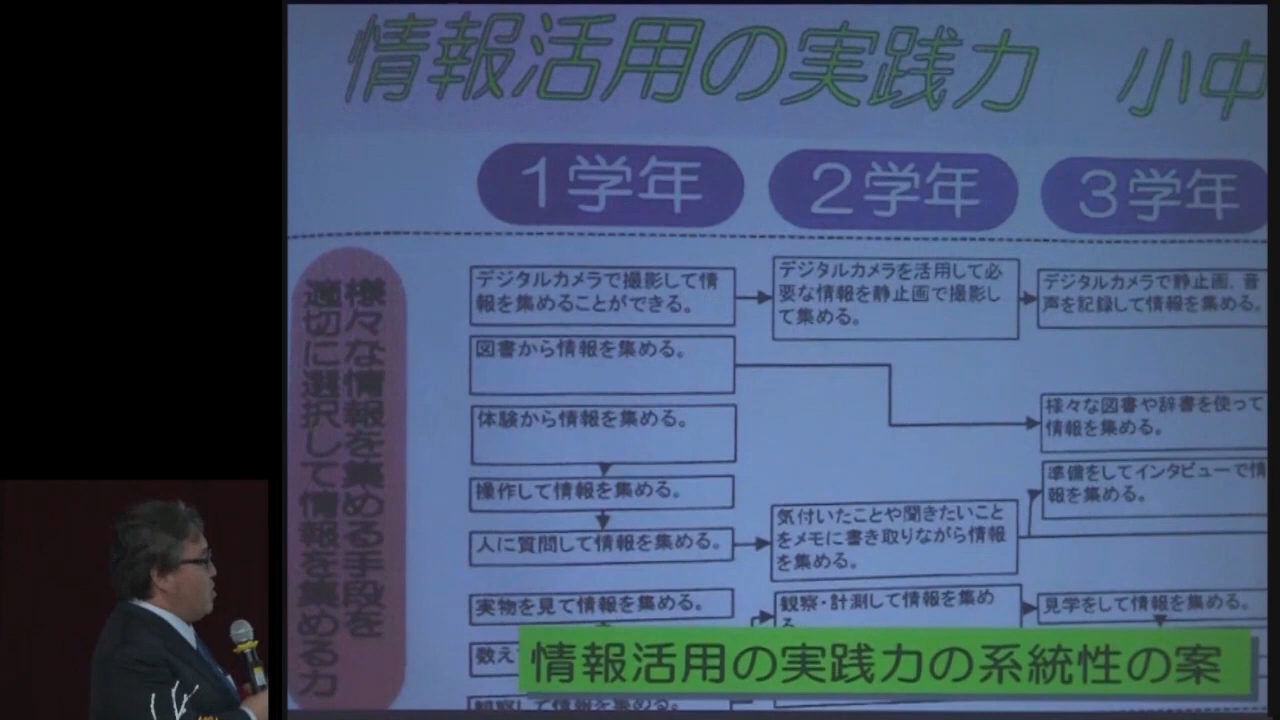 情報活用の実践力 小中
1学年
2学年
3学年
様々な情報を集める手段を
適切に選択して情報を集める力
デジタルカメラで撮影して情
報を集めることができる。
デジタルカメラを活用して必
要な情報を静止画で撮影し
て集める。
デジタルカメラで静止画、音
声を記録して情報を集める。
図書から情報を集める。
様々な図書や辞書を使って
情報を集める。
体験から情報を集める。
操作して情報を集める。
人に質問して情報を集める。
気付いたことや聞きたいこと
をメモに書き取りながら情報
を集める。
準備をしてインタビューで情
報を集める。
実物を見て情報を集める。
観察・計測して情報を集め
る
見学をして情報を集める。
数え
観察して情報を集める。
情報活用の実践力の系統性の案